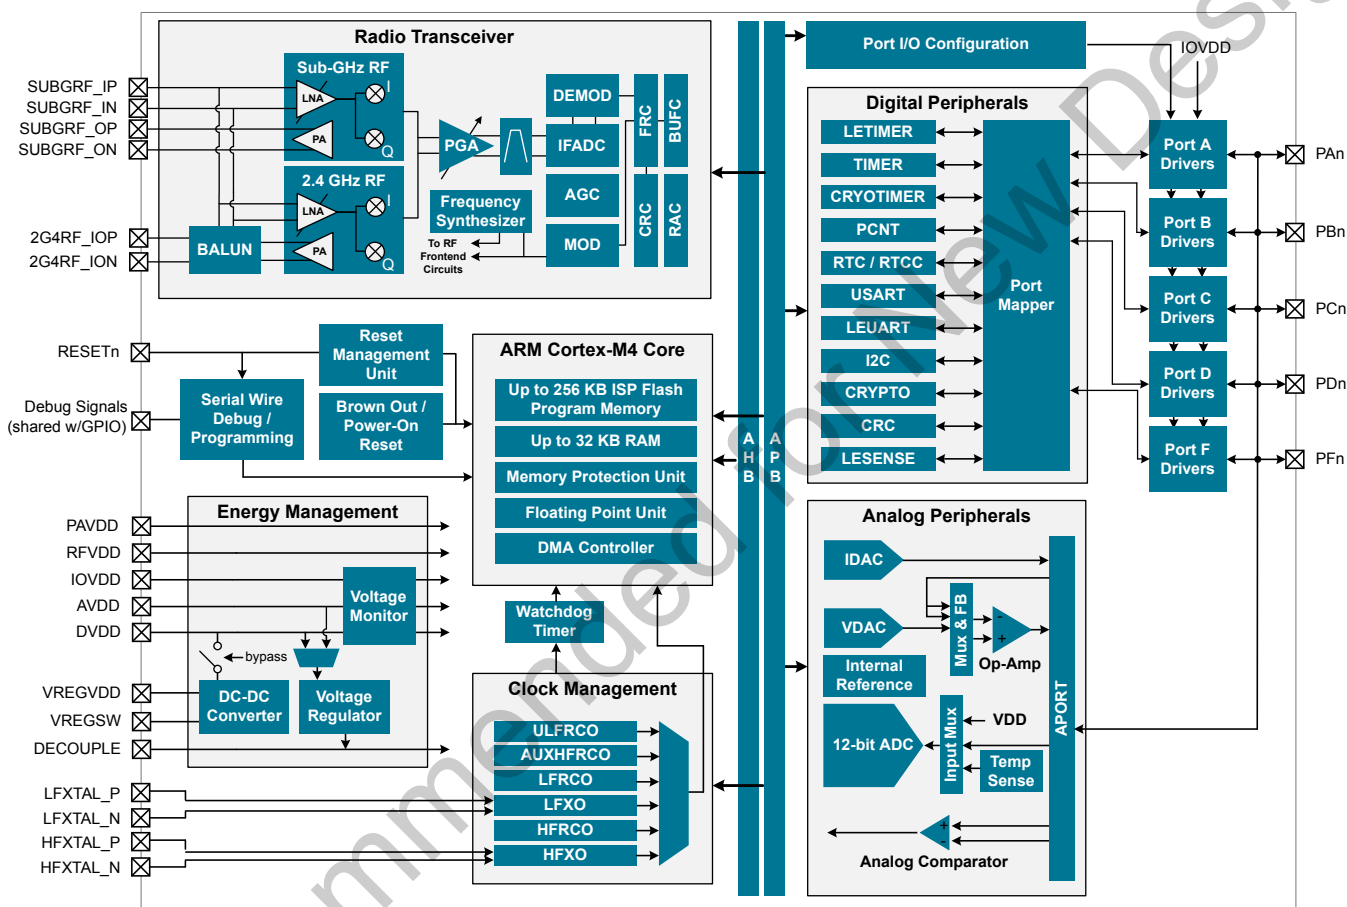 Radio Transceiver
Sub-GHz RF
LNA
I
PA
Q
2.4 GHz RF
LNA
I
PA
Q
BALUN
PGA
Frequency
Synthesizer
To RF
Frontend
Circuits
DEMOD
IFADC
AGC
MOD
FRC
BUFC
CRC
RAC
SUBGRF_IP
SUBGRF_IN
SUBGRF_OP
SUBGRF_ON
2G4RF_IOP
2G4RF_ION
RESETn
Debug Signals
(shared w/GPIO)
Reset
Management
Unit
Serial Wire
Debug /
Programming
Brown Out /
Power-On
Reset
ARM Cortex-M4 Core
Up to 256 KB ISP Flash
Program Memory
Up to 32 KB RAM
Memory Protection Unit
Floating Point Unit
DMA Controller
Watchdog
Timer
Energy Management
PAVDD
RFVDD
IOVDD
AVDD
DVDD
VREGVDD
VREGSW
DECOUPLE
Voltage
Monitor
bypass
DC-DC
Converter
Voltage
Regulator
Clock Management
ULFRCO
AUXHFRCO
LFRCO
LFXO
HFRCO
HFXO
LFXTAL_P
LFXTAL_N
HFXTAL_P
HFXTAL_N
AHB
APB
Port I/O Configuration
IOVDD
Digital Peripherals
LETIMER
TIMER
CRYOTIMER
PCNT
RTC / RTCC
USART
LEUART
I2C
CRYPTO
CRC
LESENSE
Port
Mapper
Port A
Drivers
Port B
Drivers
Port C
Drivers
Port D
Drivers
Port F
Drivers
PAn
PBn
PCn
PDn
PFn
Analog Peripherals
IDAC
VDAC
Mux & FB
-
+
Op-Amp
Internal
Reference
12-bit ADC
Input Mux
VDD
Temp
Sense
APORT
+
-
Analog Comparator
mmended for New Desi